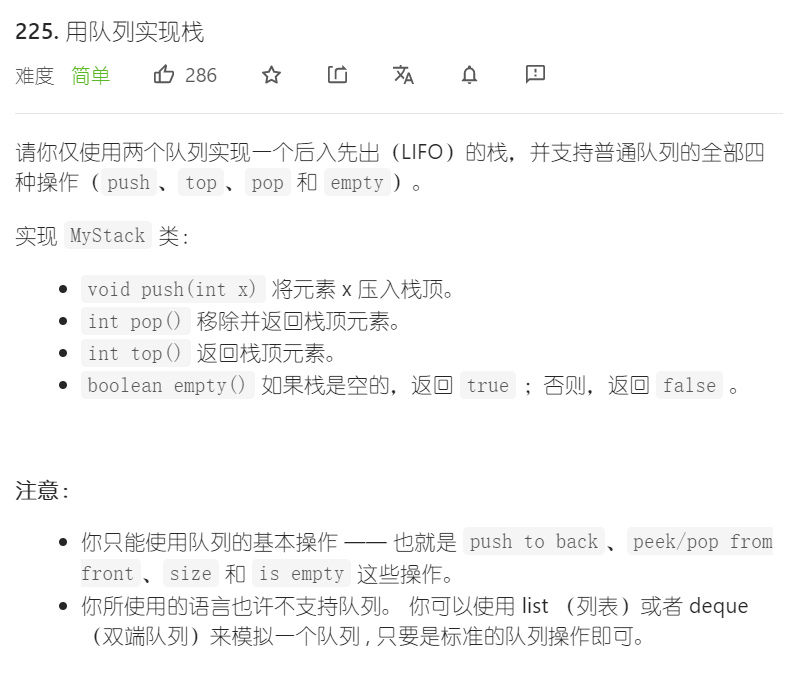 225. 用队列实现栈
难度 简单 286
请你仅使用两个队列实现一个后入先出（LIFO）的栈，并支持普通队列的全部四
种操作（push、top、pop 和 empty）。
实现 MyStack 类：
void push(int x) 将元素 x 压入栈顶。
int pop() 移除并返回栈顶元素。
int top() 返回栈顶元素。
boolean empty() 如果栈是空的，返回 true ；否则，返回 false 。
注意：
你只能使用队列的基本操作 —— 也就是 push to back、peek/pop from
front 、size 和 is empty 这些操作。
你所使用的语言也许不支持队列。 你可以使用 list （列表）或者 deque
（双端队列）来模拟一个队列 , 只要是标准的队列操作即可。